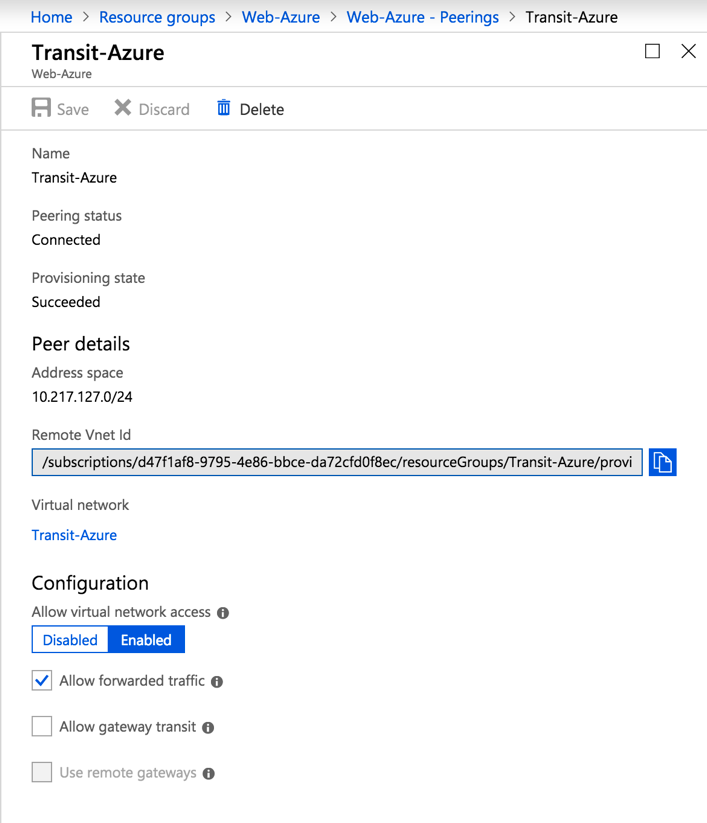 Home > Resource groups > Web-Azure > Web-Azure - Peerings > Transit-Azure
Transit-Azure
Web-Azure
Save Discard Delete
Name
Transit-Azure
Peering status
Connected
Provisioning state
Succeeded
Peer details
Address space
10.217.127.0/24
Remote Vnet Id
/subscriptions/d47f1af8-9795-4e86-bbce-da72cfd0f8ec/resourceGroups/Transit-Azure/provi
Virtual network
Transit-Azure
Configuration
Allow virtual network access
Disabled Enabled
Allow forwarded traffic
Allow gateway transit
Use remote gateways